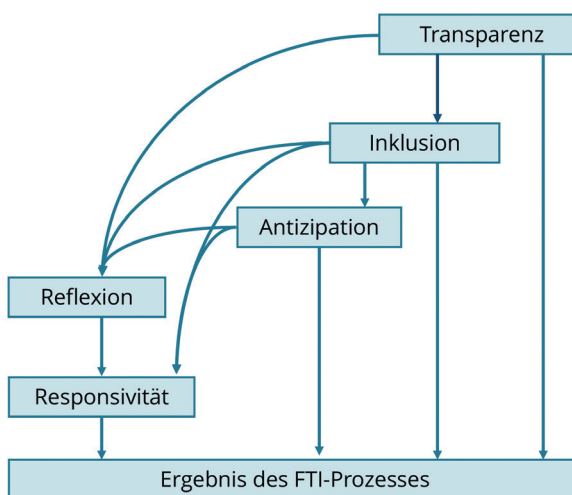 Transparenz
Inklusion
Antizipation
Reflexion
Responsivität
Ergebnis des FTI-Prozesses